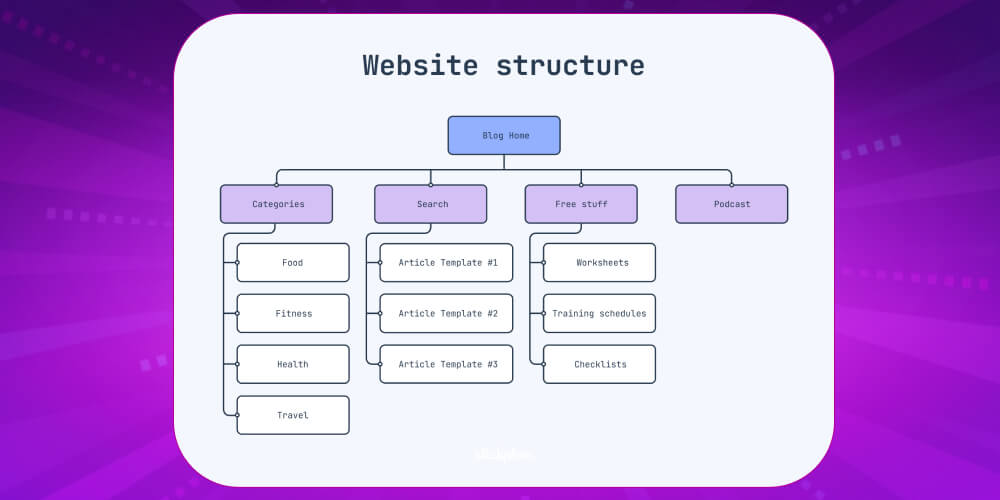 Website structure
Blog Home
Categories
Search
Free stuff
Podcast
Food
Fitness
Health
Travel
Article Template #1
Article Template #2
Article Template #3
Worksheets
Training schedules
Checklists